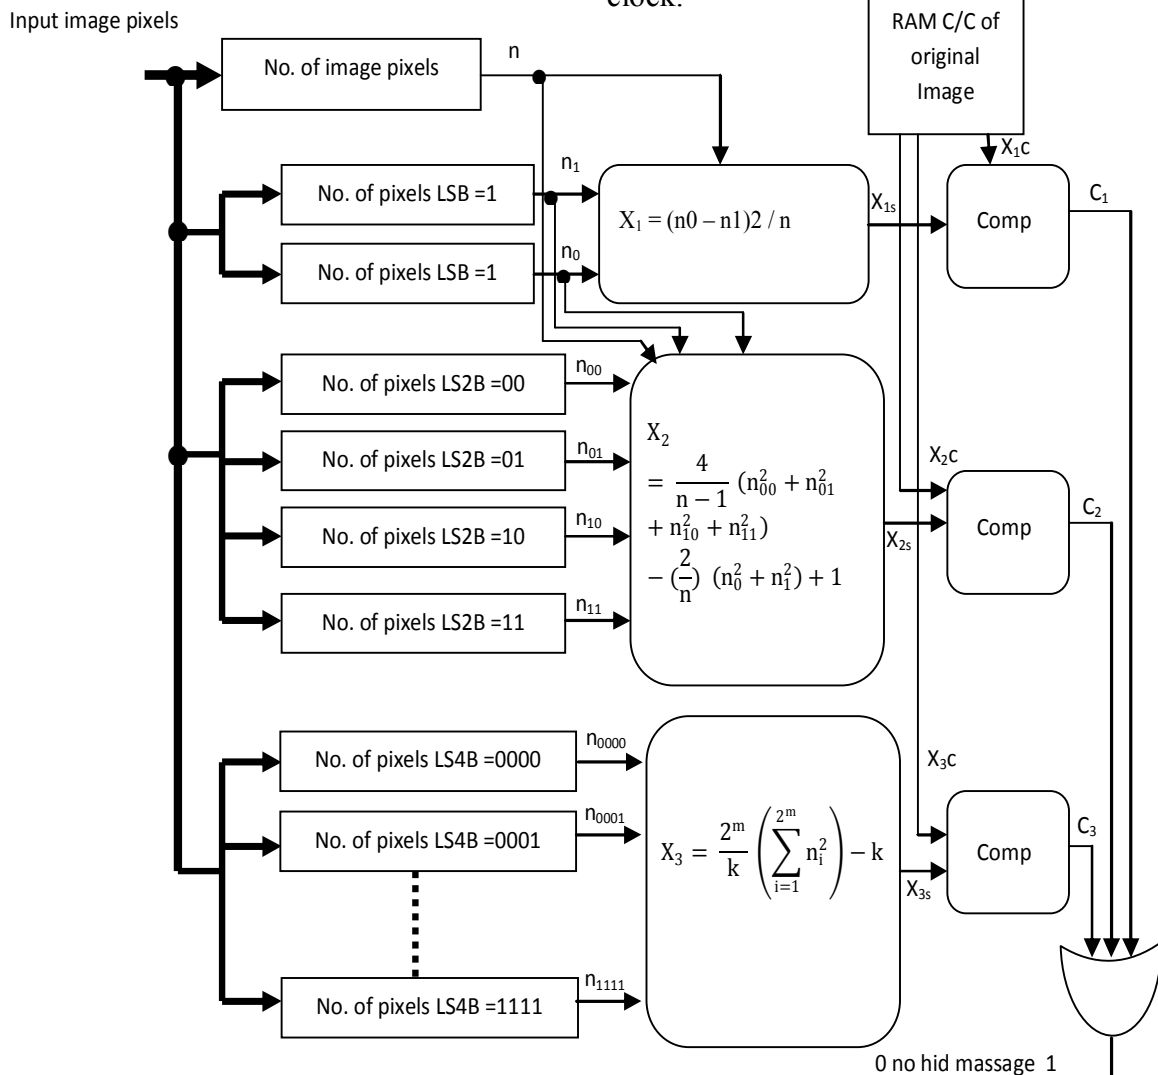 clock.
Input image pixels
RAM C/C of
original
Image
No. of image pixels
n
X₁c
No. of pixels LSB =1
n₁
X₁ = (n0 – n1)2 / n
X₁ₛ
Comp
C₁
No. of pixels LSB =1
n₀
No. of pixels LS2B =00
n₀₀
No. of pixels LS2B =01
n₀₁
No. of pixels LS2B =10
n₁₀
No. of pixels LS2B =11
n₁₁
X₂
= 4/(n − 1) (n₀₀² + n₀₁²
+ n₁₀² + n₁₁²)
− (2/n) (n₀² + n₁²) + 1
X₂c
X₂ₛ
Comp
C₂
No. of pixels LS4B =0000
n₀₀₀₀
No. of pixels LS4B =0001
n₀₀₀₁
No. of pixels LS4B =1111
n₁₁₁₁
X₃ = 2ᵐ/k (∑_{i=1}^{2ᵐ} nᵢ²) − k
X₃c
X₃ₛ
Comp
C₃
0 no hid massage 1